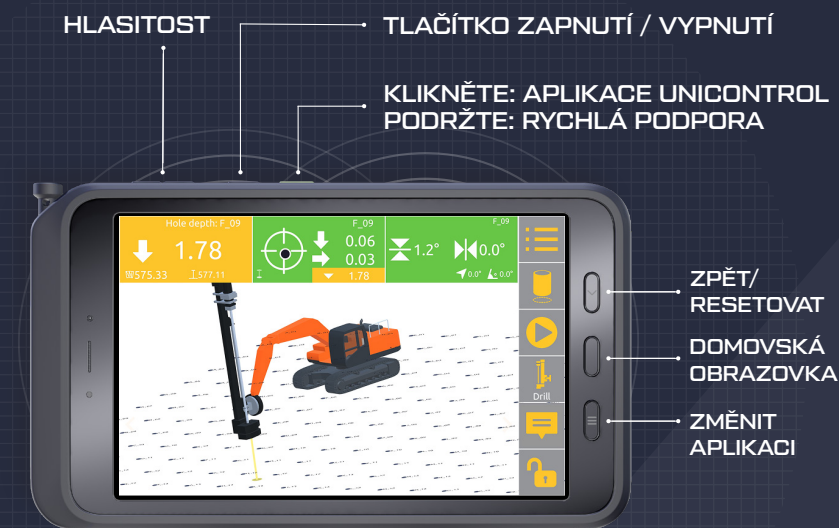 HLASITOST
TLAČÍTKO ZAPNUTÍ / VYPNUTÍ
KLIKNĚTE: APLIKACE UNICONTROL
PODRŽTE: RYCHLÁ PODPORA
Hole depth: F_09
1.78
575.33
577.11
F_09
0.06
0.03
1.78
F_09
1.2°
0.0°
0.0°
0.0°
Drill
ZPĚT/
RESETOVAT
DOMOVSKÁ
OBRAZOVKA
ZMĚNIT
APLIKACI